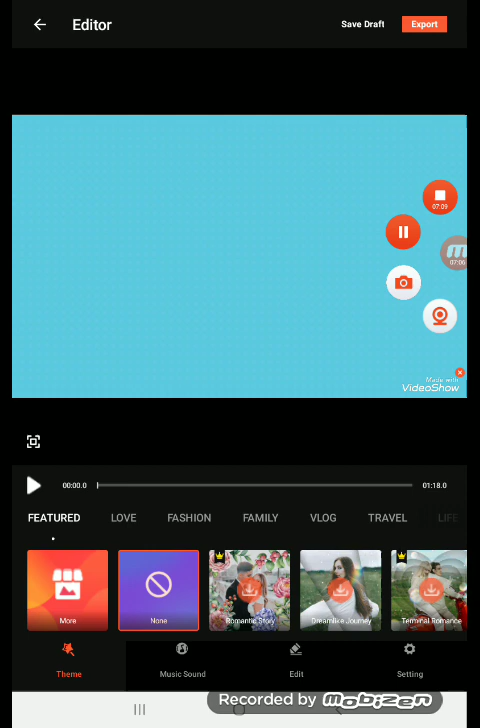 Editor
Save Draft
Export
07:09
07:06
Made with
VideoShow
00:00.0
01:18.0
FEATURED LOVE FASHION FAMILY VLOG TRAVEL LIFE
More
None
Romantic Story
Dreamlike Journey
Terminal Romance
Theme
Music Sound
Edit
Setting
Recorded by mobizen